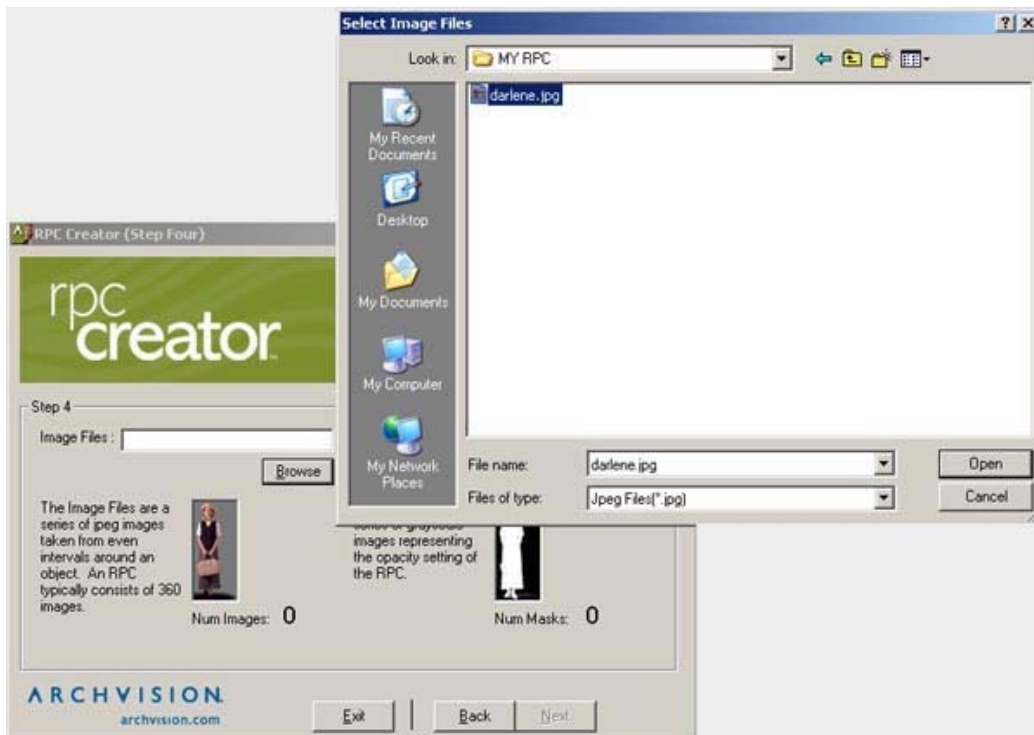 Select Image Files
Look in: MY RPC
darlene.jpg
My Recent
Documents
Desktop
My Documents
My Computer
My Network
Places
File name: darlene.jpg Open
Files of type: Jpeg Files(*.jpg) Cancel
RPC Creator (Step Four)
rpc
creator
Step 4
Image Files :
Browse
The Image Files are a
series of jpeg images
taken from even
intervals around an
object. An RPC
typically consists of 360
images.
Num Images: 0
images representing
the opacity setting of
the RPC.
Num Masks: 0
ARCHVISION.
archvision.com
Exit Back Next